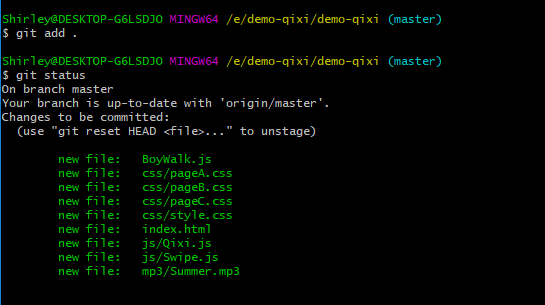 Shirley@DESKTOP-G6LSDJO MINGW64 /e/demo-qixi/demo-qixi (master)
$ git add .
Shirley@DESKTOP-G6LSDJO MINGW64 /e/demo-qixi/demo-qixi (master)
$ git status
On branch master
Your branch is up-to-date with 'origin/master'.
Changes to be committed:
  (use "git reset HEAD <file>..." to unstage)
        new file:   BoyWalk.js
        new file:   css/pageA.css
        new file:   css/pageB.css
        new file:   css/pageC.css
        new file:   css/style.css
        new file:   index.html
        new file:   js/Qixi.js
        new file:   js/Swipe.js
        new file:   mp3/Summer.mp3